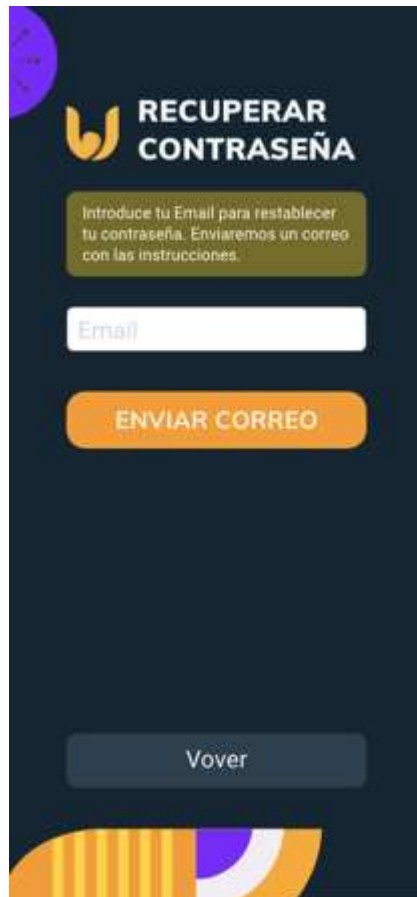 RECUPERAR
CONTRASEÑA
Introduce tu Email para restablecer
tu contraseña. Enviaremos un correo
con las instrucciones.
Email
ENVIAR CORREO
Vover